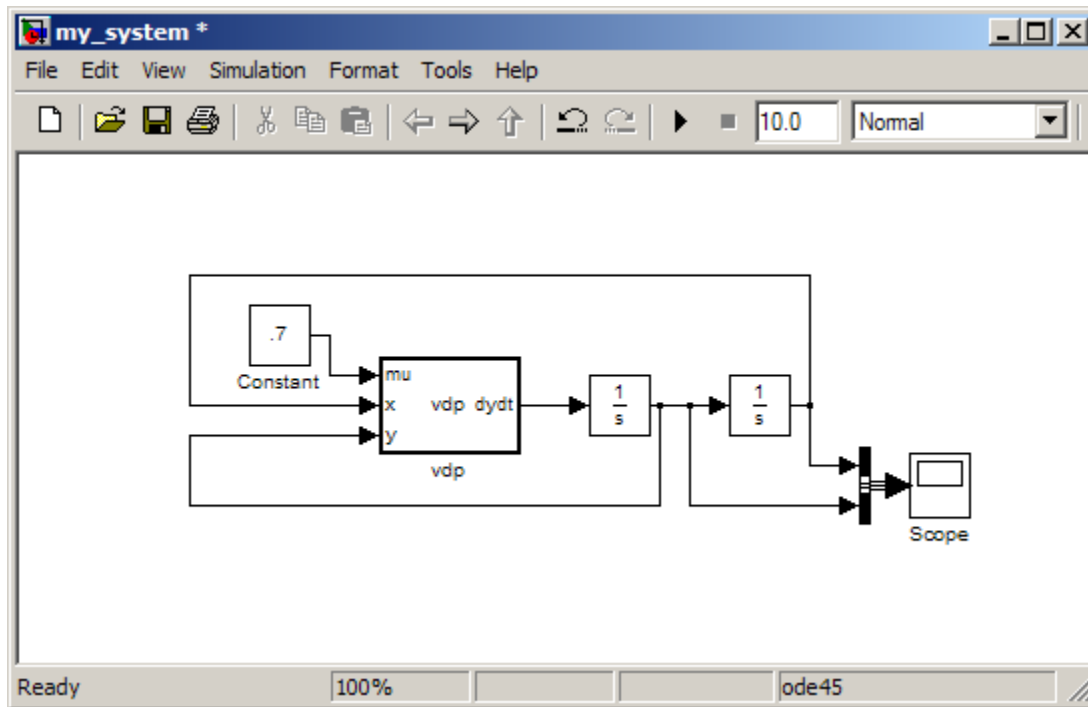 my_system *
File Edit View Simulation Format Tools Help
10.0 Normal
.7
Constant
mu
x vdp dydt
y
vdp
1
s
1
s
Scope
Ready 100% ode45